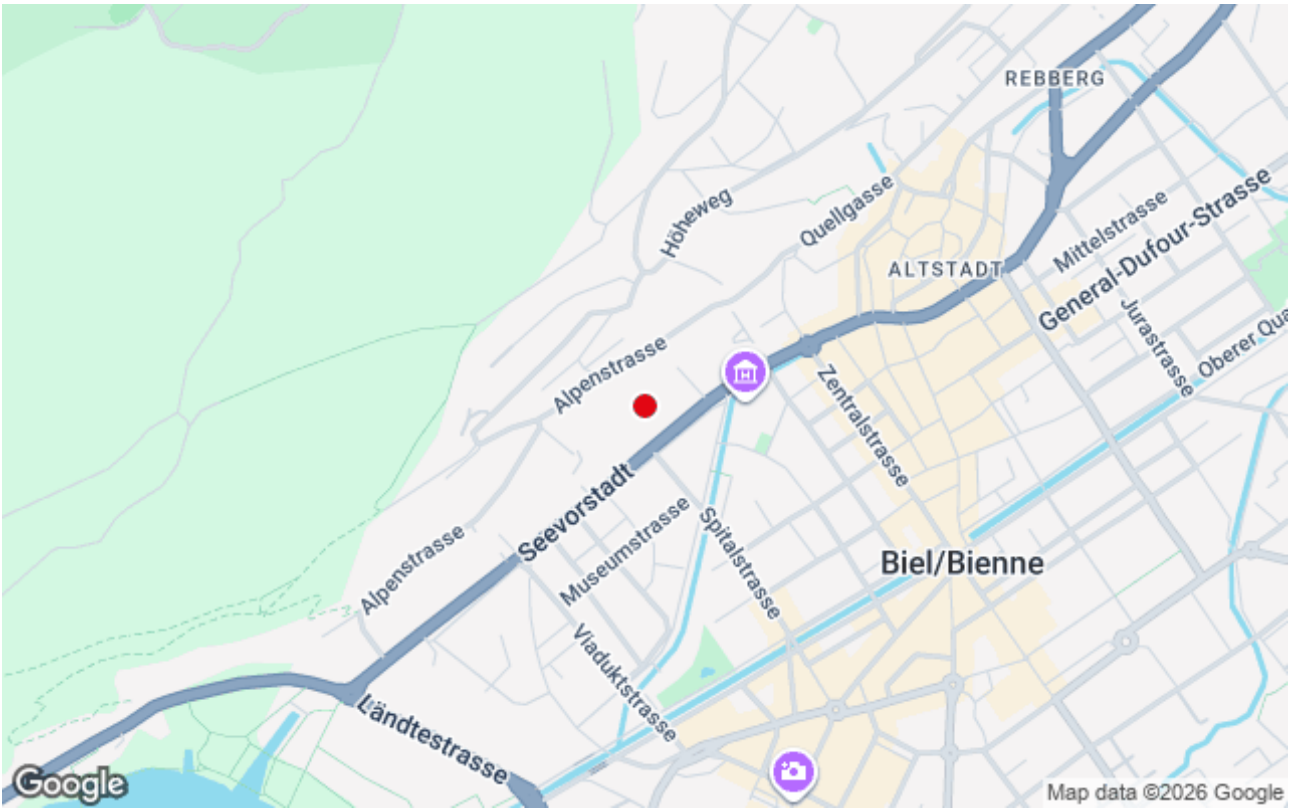 REBBERG
Höheweg
Quellgasse
Mittelstrasse
General-Dufour-Strasse
ALTSTADT
Jurastrasse
Oberer Qua
Alpenstrasse
Zentralstrasse
Seevorstadt
Museumstrasse
Spitalstrasse
Biel/Bienne
Alpenstrasse
Viaduktstrasse
Ländtestrasse
Google
Map data ©2026 Google